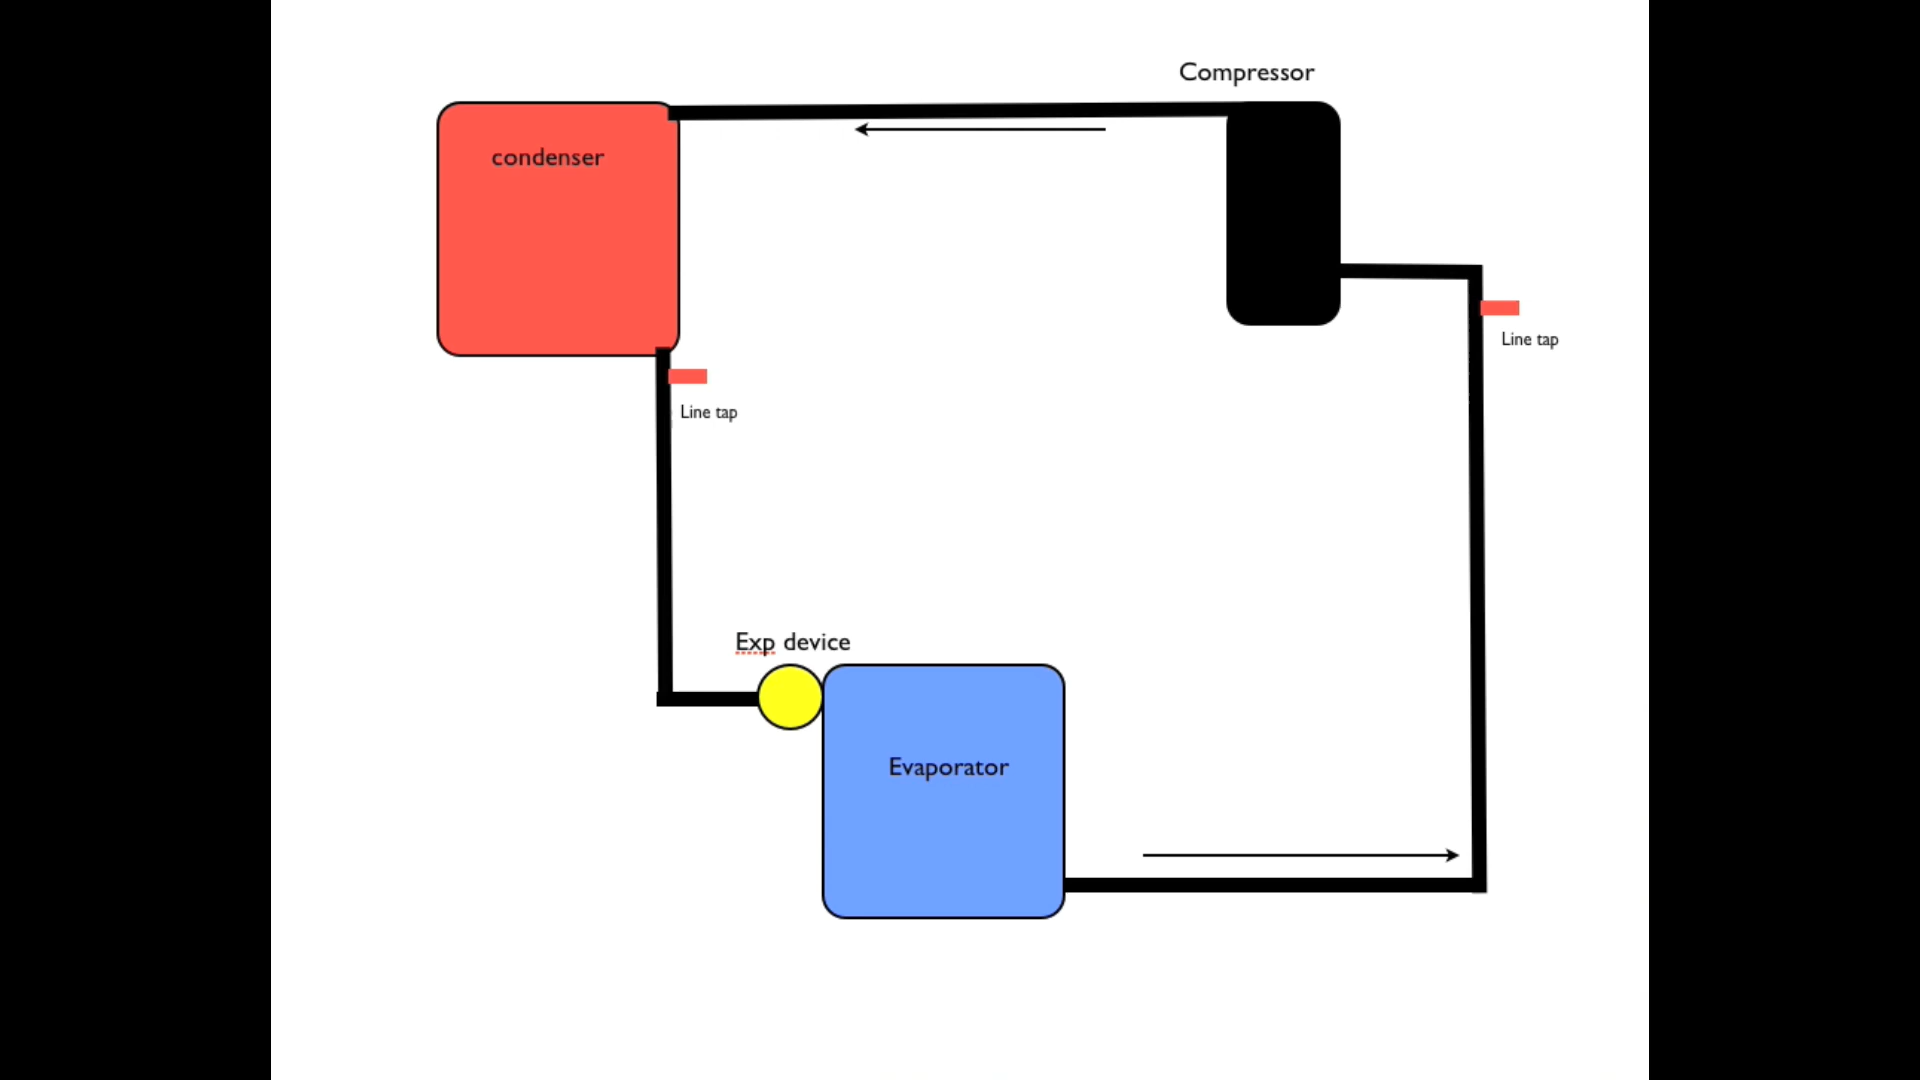 Compressor
condenser
Line tap
Line tap
Exp device
Evaporator